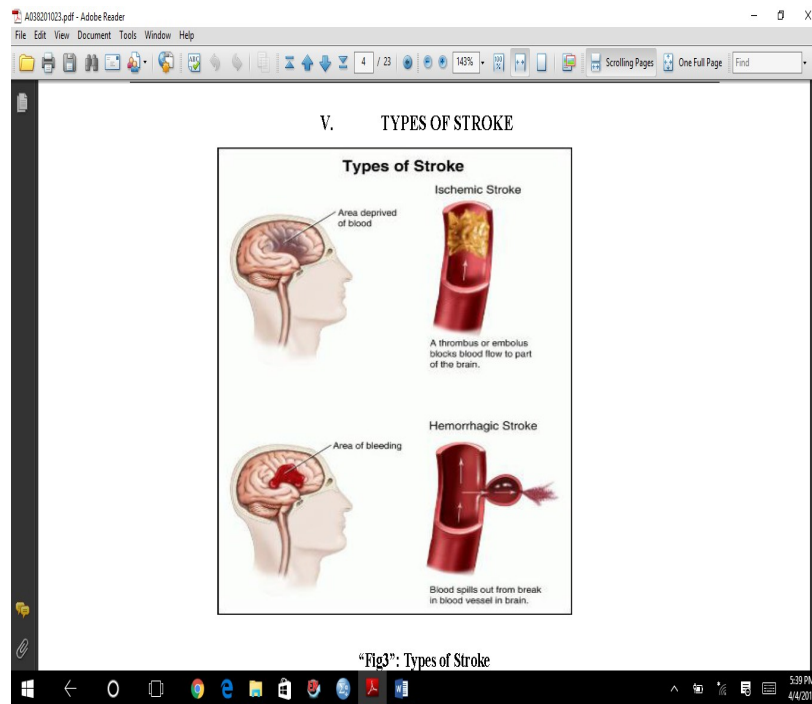 A038201023.pdf - Adobe Reader
File Edit View Document Tools Window Help
4 / 23 143% Scrolling Pages One Full Page Find
V. TYPES OF STROKE
Types of Stroke
Ischemic Stroke
Area deprived
of blood
A thrombus or embolus
blocks blood flow to part
of the brain.
Hemorrhagic Stroke
Area of bleeding
Blood spills out from break
in blood vessel in brain.
“Fig3”: Types of Stroke
5:39 PM